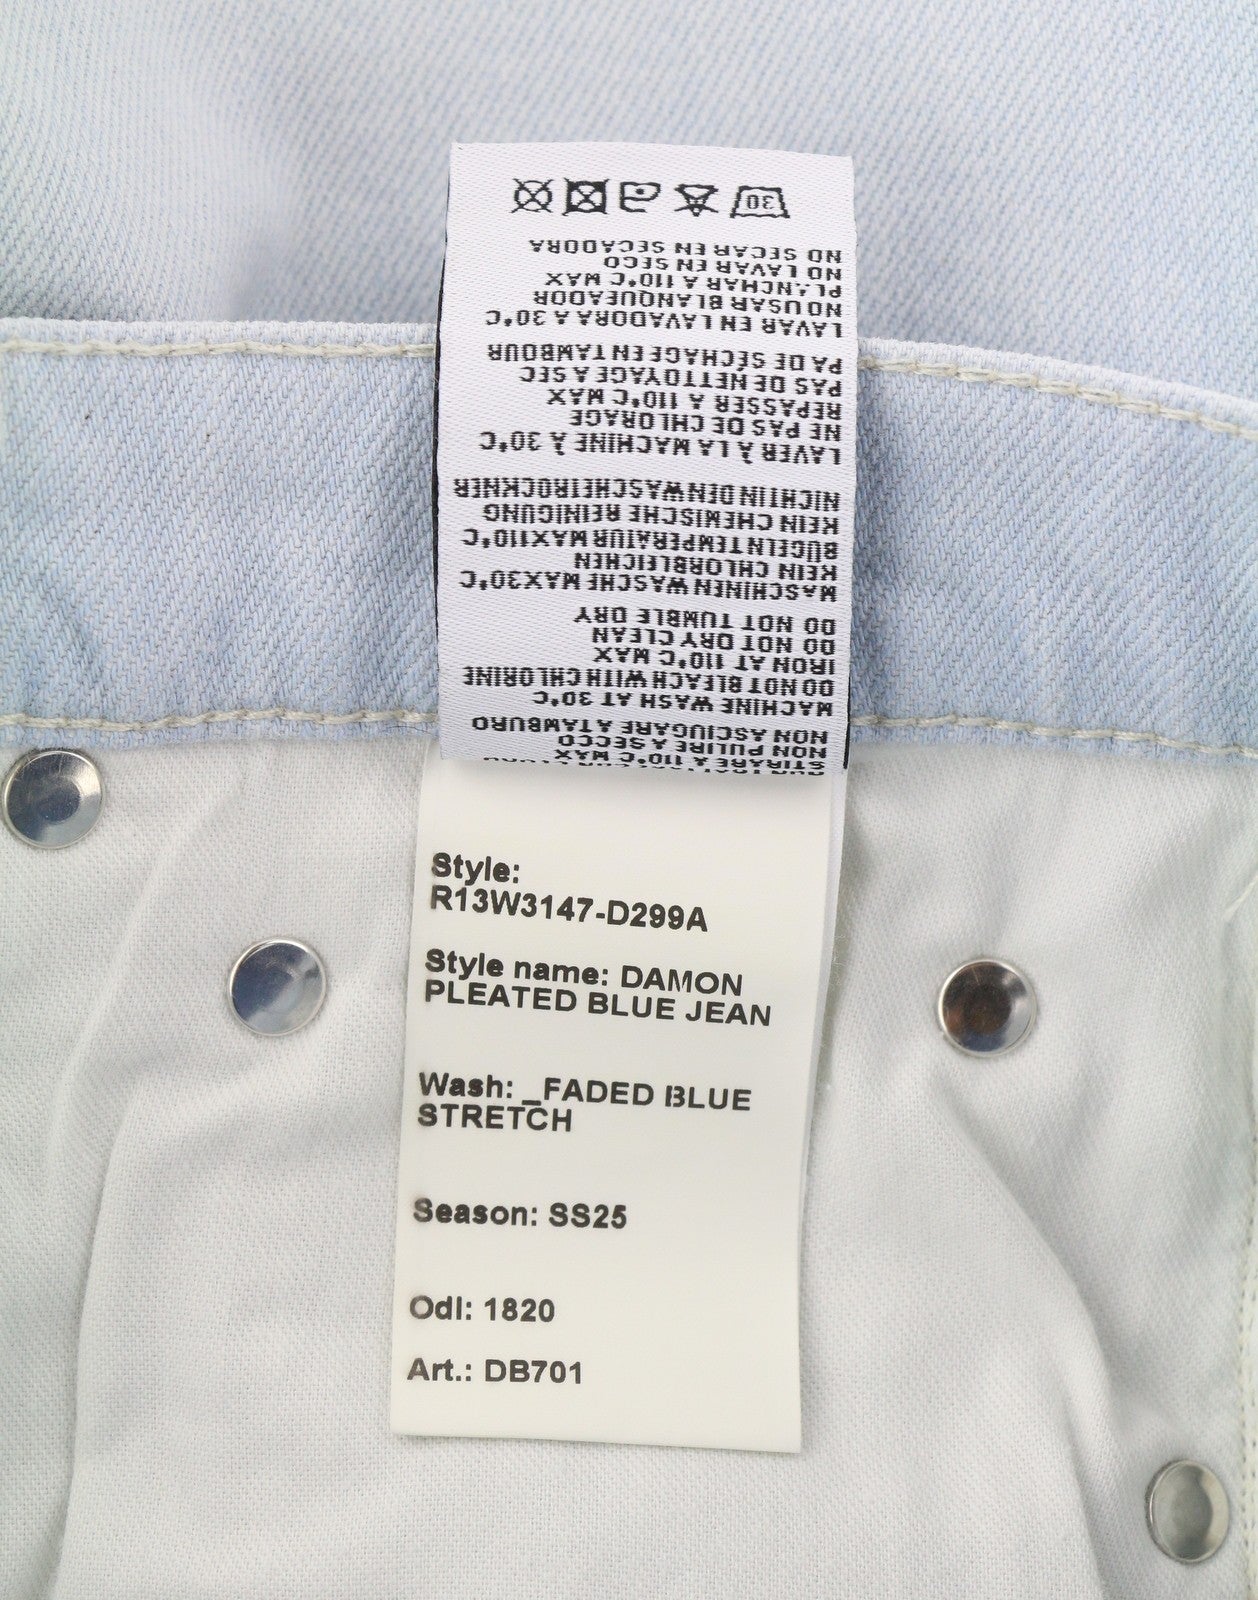 STIRARE A 110°C MAX
NON PULIRE A SECCO
NON ASCIUGARE A TAMBURO
MACHINE WASH AT 30°C
DO NOT BLEACH WITH CHLORINE
IRON AT 110°C MAX
DO NOT DRY CLEAN
DO NOT TUMBLE DRY
MASCHINEN WASCHE MAX30°C
KEIN CHLORBLEICHEN
BÜGELN TEMPERATUR MAX110°C
KEIN CHEMISCHE REINIGUNG
NICHT IN DEN WASCHETROCKNER
LAVER À LA MACHINE À 30°C
NE PAS DE CHLORAGE
REPASSER A 110°C MAX
PAS DE NETTOYAGE A SEC
PA DE SÉCHAGE EN TAMBOUR
LAVAR EN LAVADORA A 30°C
NO USAR BLANQUEADOR
PLANCHAR A 110°C MAX
NO LAVAR EN SECO
NO SECAR EN SECADORA
30
Style:
R13W3147-D299A
Style name: DAMON
PLEATED BLUE JEAN
Wash: _FADED BLUE
STRETCH
Season: SS25
Odl: 1820
Art.: DB701